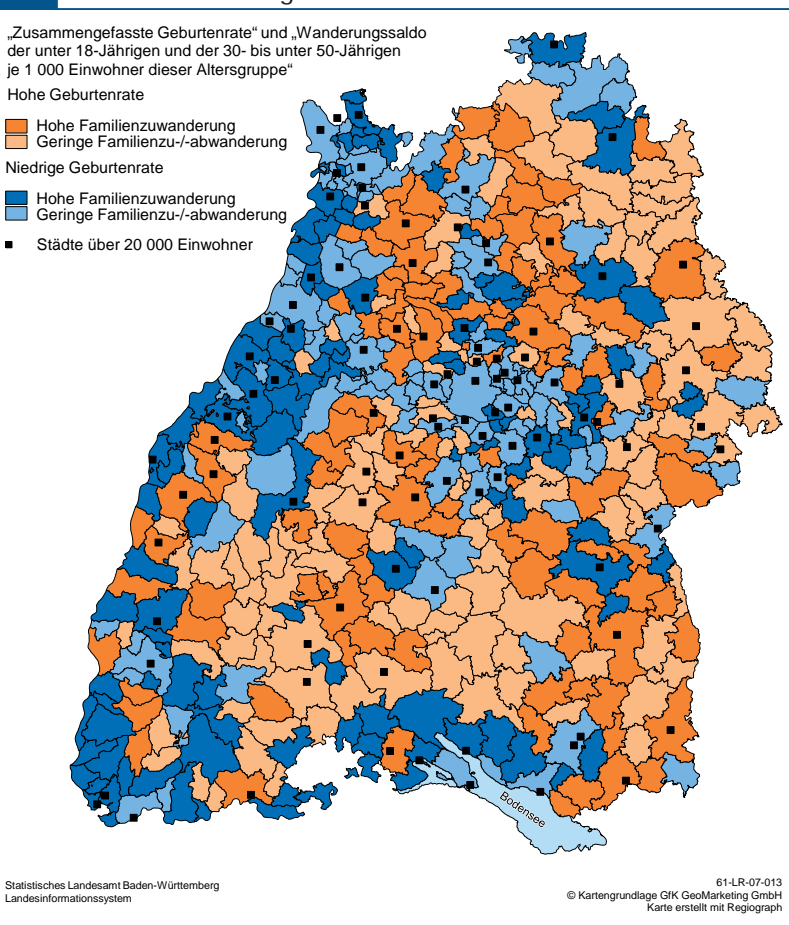 „Zusammengefasste Geburtenrate“ und „Wanderungssaldo
der unter 18-Jährigen und der 30- bis unter 50-Jährigen
je 1 000 Einwohner dieser Altersgruppe“
Hohe Geburtenrate
Hohe Familienzuwanderung
Geringe Familienzu-/-abwanderung
Niedrige Geburtenrate
Hohe Familienzuwanderung
Geringe Familienzu-/-abwanderung
Städte über 20 000 Einwohner
Bodensee
Statistisches Landesamt Baden-Württemberg
Landesinformationssystem
61-LR-07-013
© Kartengrundlage GfK GeoMarketing GmbH
Karte erstellt mit Regiograph